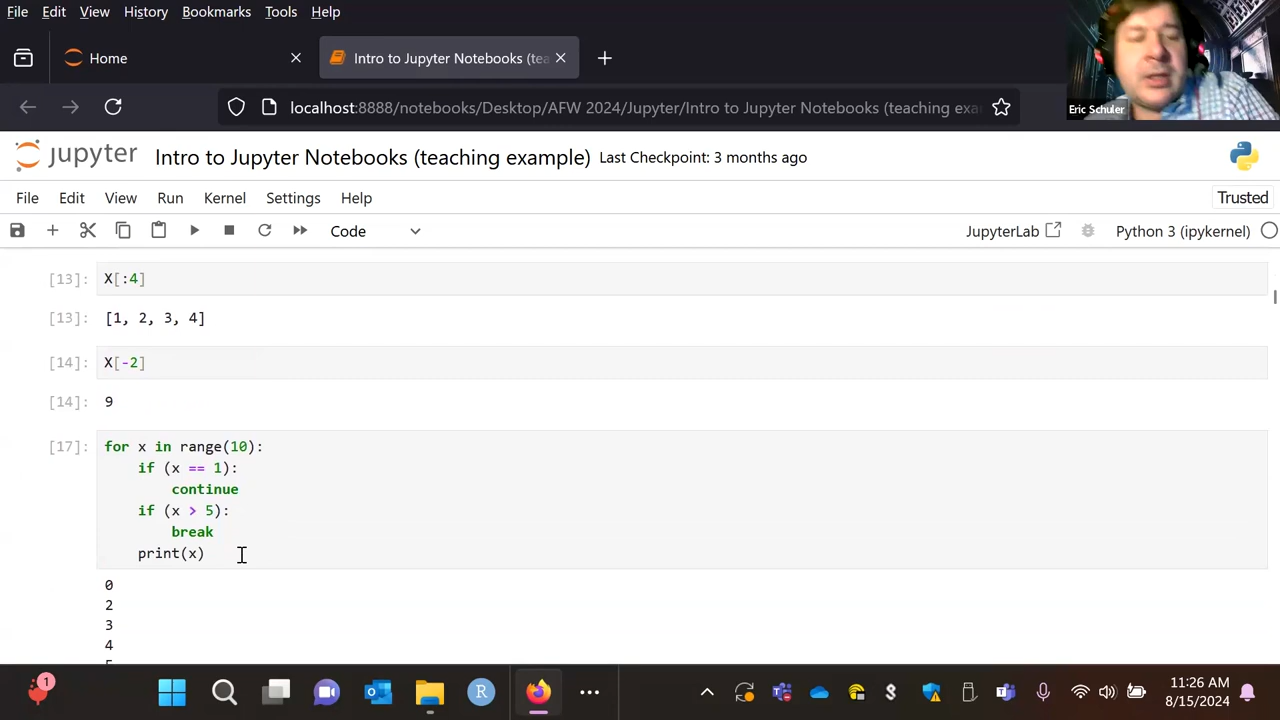 File Edit View History Bookmarks Tools Help
Home
Intro to Jupyter Notebooks (tea
localhost:8888/notebooks/Desktop/AFW 2024/Jupyter/Intro to Jupyter Notebooks (teaching exa
Eric Schuler
jupyter Intro to Jupyter Notebooks (teaching example) Last Checkpoint: 3 months ago
File Edit View Run Kernel Settings Help
Trusted
Code
JupyterLab
Python 3 (ipykernel)
[13]: X[:4]
[13]: [1, 2, 3, 4]
[14]: X[-2]
[14]: 9
[17]: for x in range(10):
if (x == 1):
continue
if (x > 5):
break
print(x)
0
2
3
4
5
1
R
11:26 AM
8/15/2024